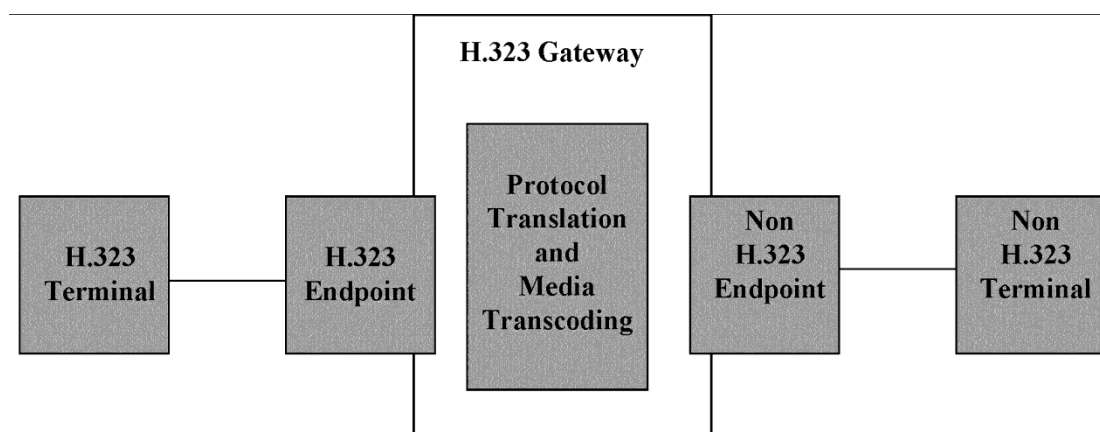 H.323 Gateway
H.323
Terminal
H.323
Endpoint
Protocol
Translation
and
Media
Transcoding
Non
H.323
Endpoint
Non
H.323
Terminal